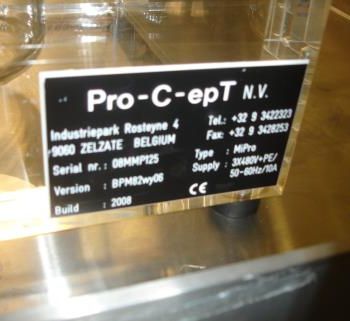 Pro-C-epT N.V.
Industriepark Rosteyne 4
9060 ZELZATE BELGIUM
Tel.: +32 9 3422323
Fax: +32 9 3428253
Serial nr.: 08MMP125
Version : BPM82wy06
Build : 2008
Type : MiPro
Supply : 3X480V+PE/
50-60Hz/10A
CE